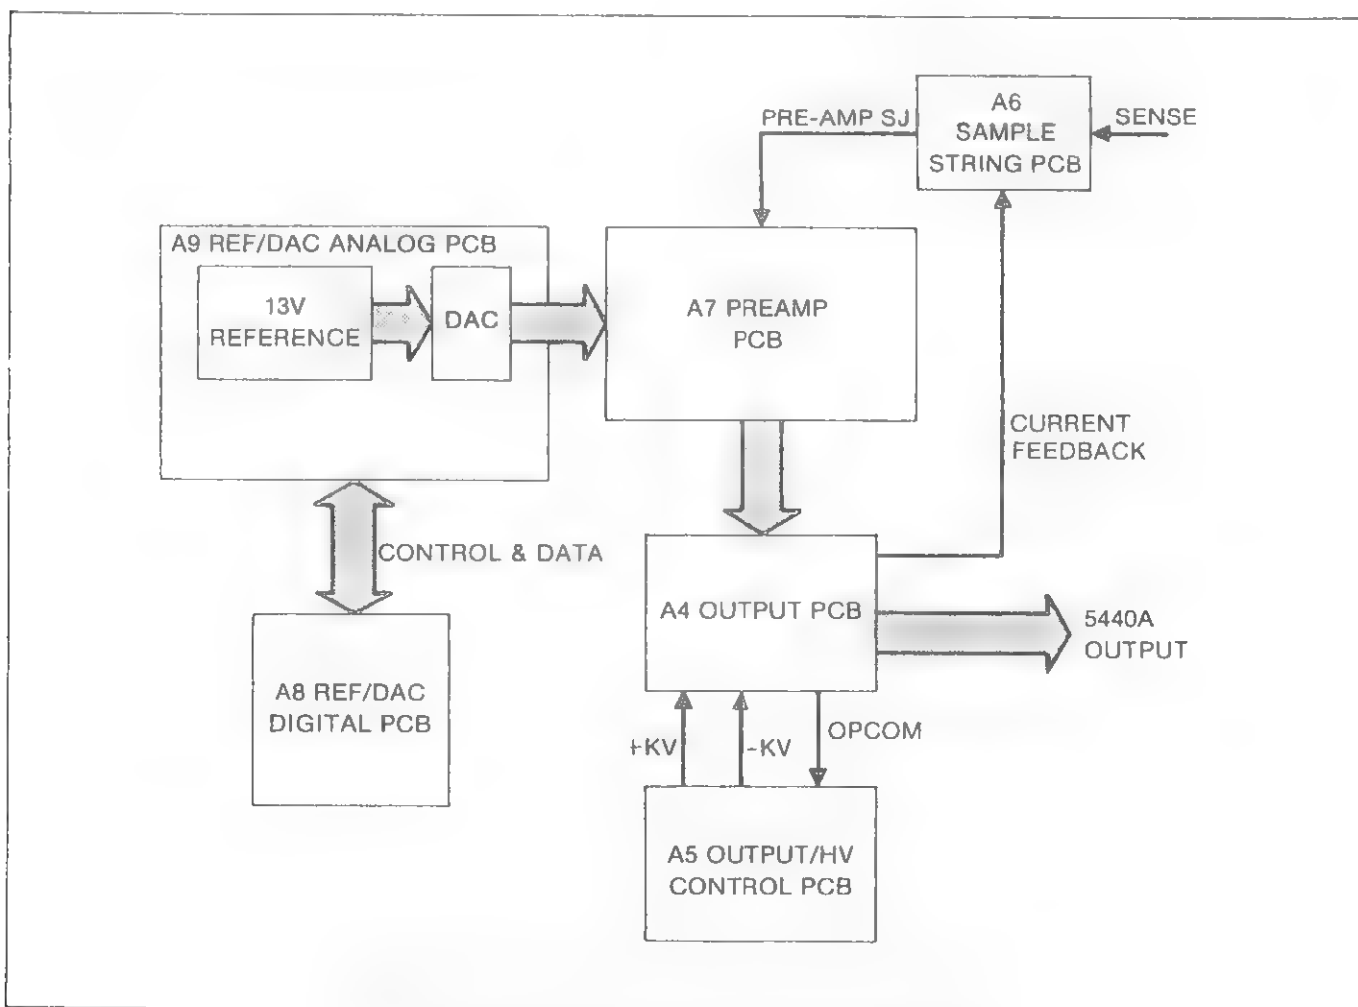 A6
SAMPLE
STRING PCB
PRE-AMP SJ
SENSE
A9 REF/DAC ANALOG PCB
13V
REFERENCE
DAC
A7 PREAMP
PCB
CURRENT
FEEDBACK
CONTROL & DATA
A4 OUTPUT PCB
5440A
OUTPUT
A8 REF/DAC
DIGITAL PCB
+KV
-KV
OPCOM
A5 OUTPUT/HV
CONTROL PCB